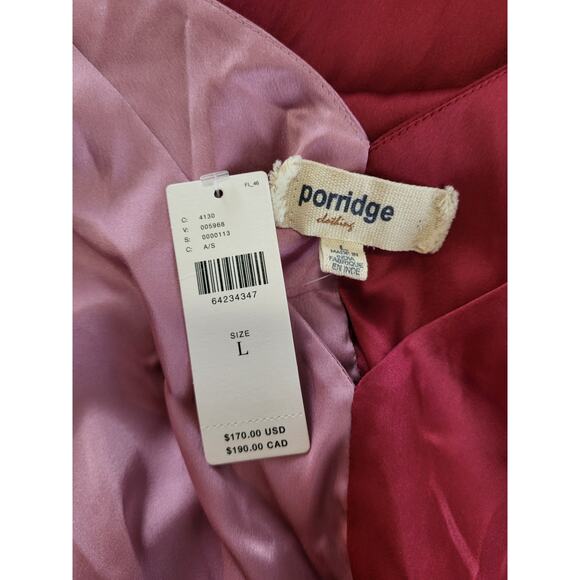 FL_46
C: 4130
V: 005968
S: 0000113
C: A/S
64234347
SIZE
L
$170.00 USD
$190.00 CAD
porridge
clothing
L
MADE IN
INDIA
FABRIQUE
EN INDE